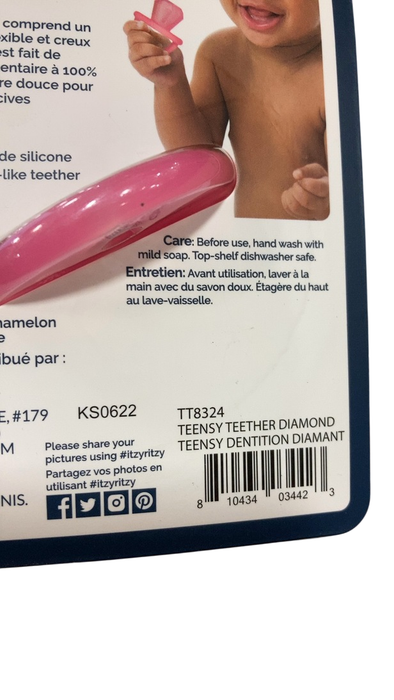 comprend un
xible et creux
est fait de
entaire à 100%
re douce pour
cives
de silicone
-like teether
Care: Before use, hand wash with
mild soap. Top-shelf dishwasher safe.
Entretien: Avant utilisation, laver à la
main avec du savon doux. Étagère du haut
au lave-vaisselle.
hamelon
e
ibué par :
E, #179
KS0622
M
NIS.
Please share your
pictures using #itzyritzy
Partagez vos photos en
utilisant #itzyritzy
TT8324
TEENSY TEETHER DIAMOND
TEENSY DENTITION DIAMANT
8 10434 03442 3